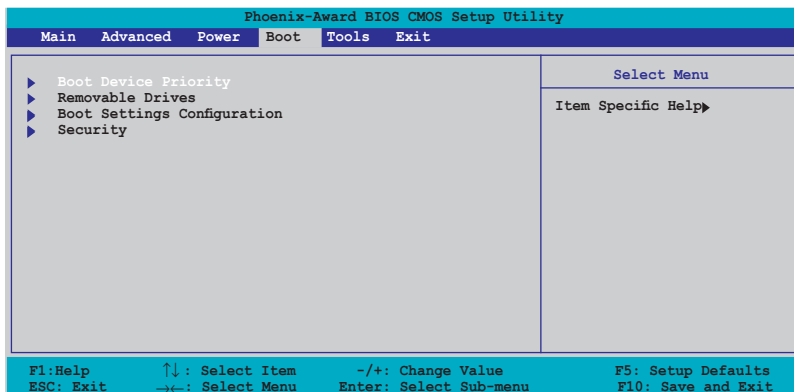 Phoenix-Award BIOS CMOS Setup Utility
Main Advanced Power Boot Tools Exit
Boot Device Priority
Removable Drives
Boot Settings Configuration
Security
Select Menu
Item Specific Help
F1:Help ↑↓: Select Item -/+: Change Value F5: Setup Defaults
ESC: Exit →←: Select Menu Enter: Select Sub-menu F10: Save and Exit